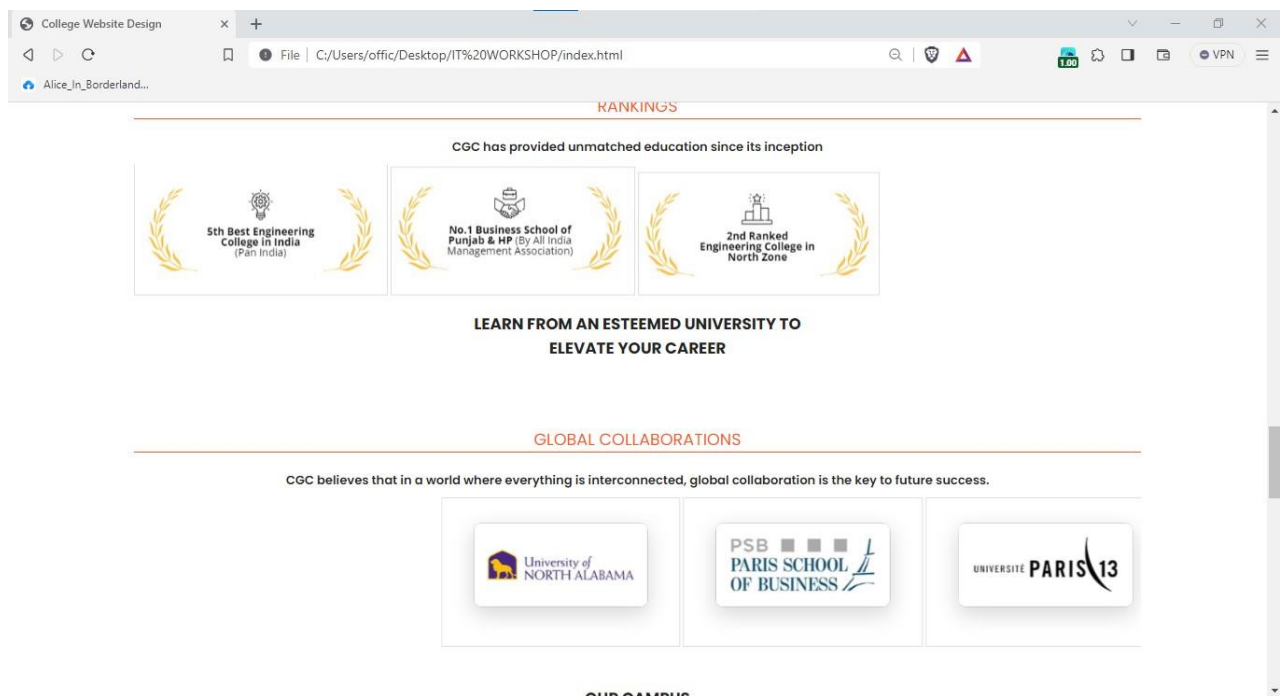 College Website Design
File | C:/Users/offic/Desktop/IT%20WORKSHOP/index.html
1.00
VPN
Alice_In_Borderland...
RANKINGS
CGC has provided unmatched education since its inception
5th Best Engineering
College in India
(Pan India)
No.1 Business School of
Punjab & HP (By All India
Management Association)
2nd Ranked
Engineering College in
North Zone
LEARN FROM AN ESTEEMED UNIVERSITY TO
ELEVATE YOUR CAREER
GLOBAL COLLABORATIONS
CGC believes that in a world where everything is interconnected, global collaboration is the key to future success.
University of
NORTH ALABAMA
PSB
PARIS SCHOOL
OF BUSINESS
UNIVERSITÉ PARIS 13
OUR CAMPUS